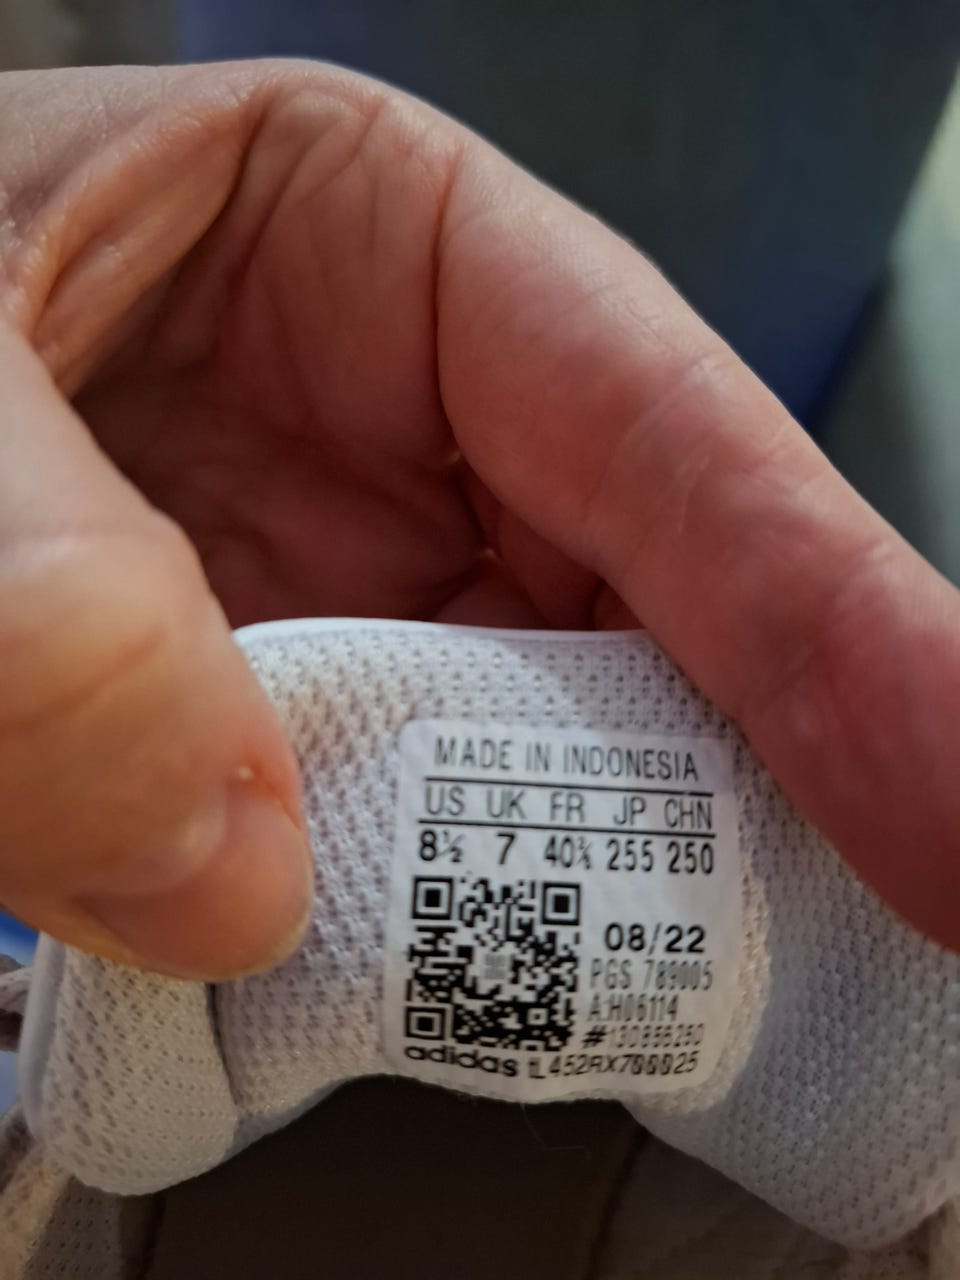 MADE IN INDONESIA
US UK FR JP CHN
8½ 7 40⅔ 255 250
08/22
PGS 789005
A:H06114
adidas